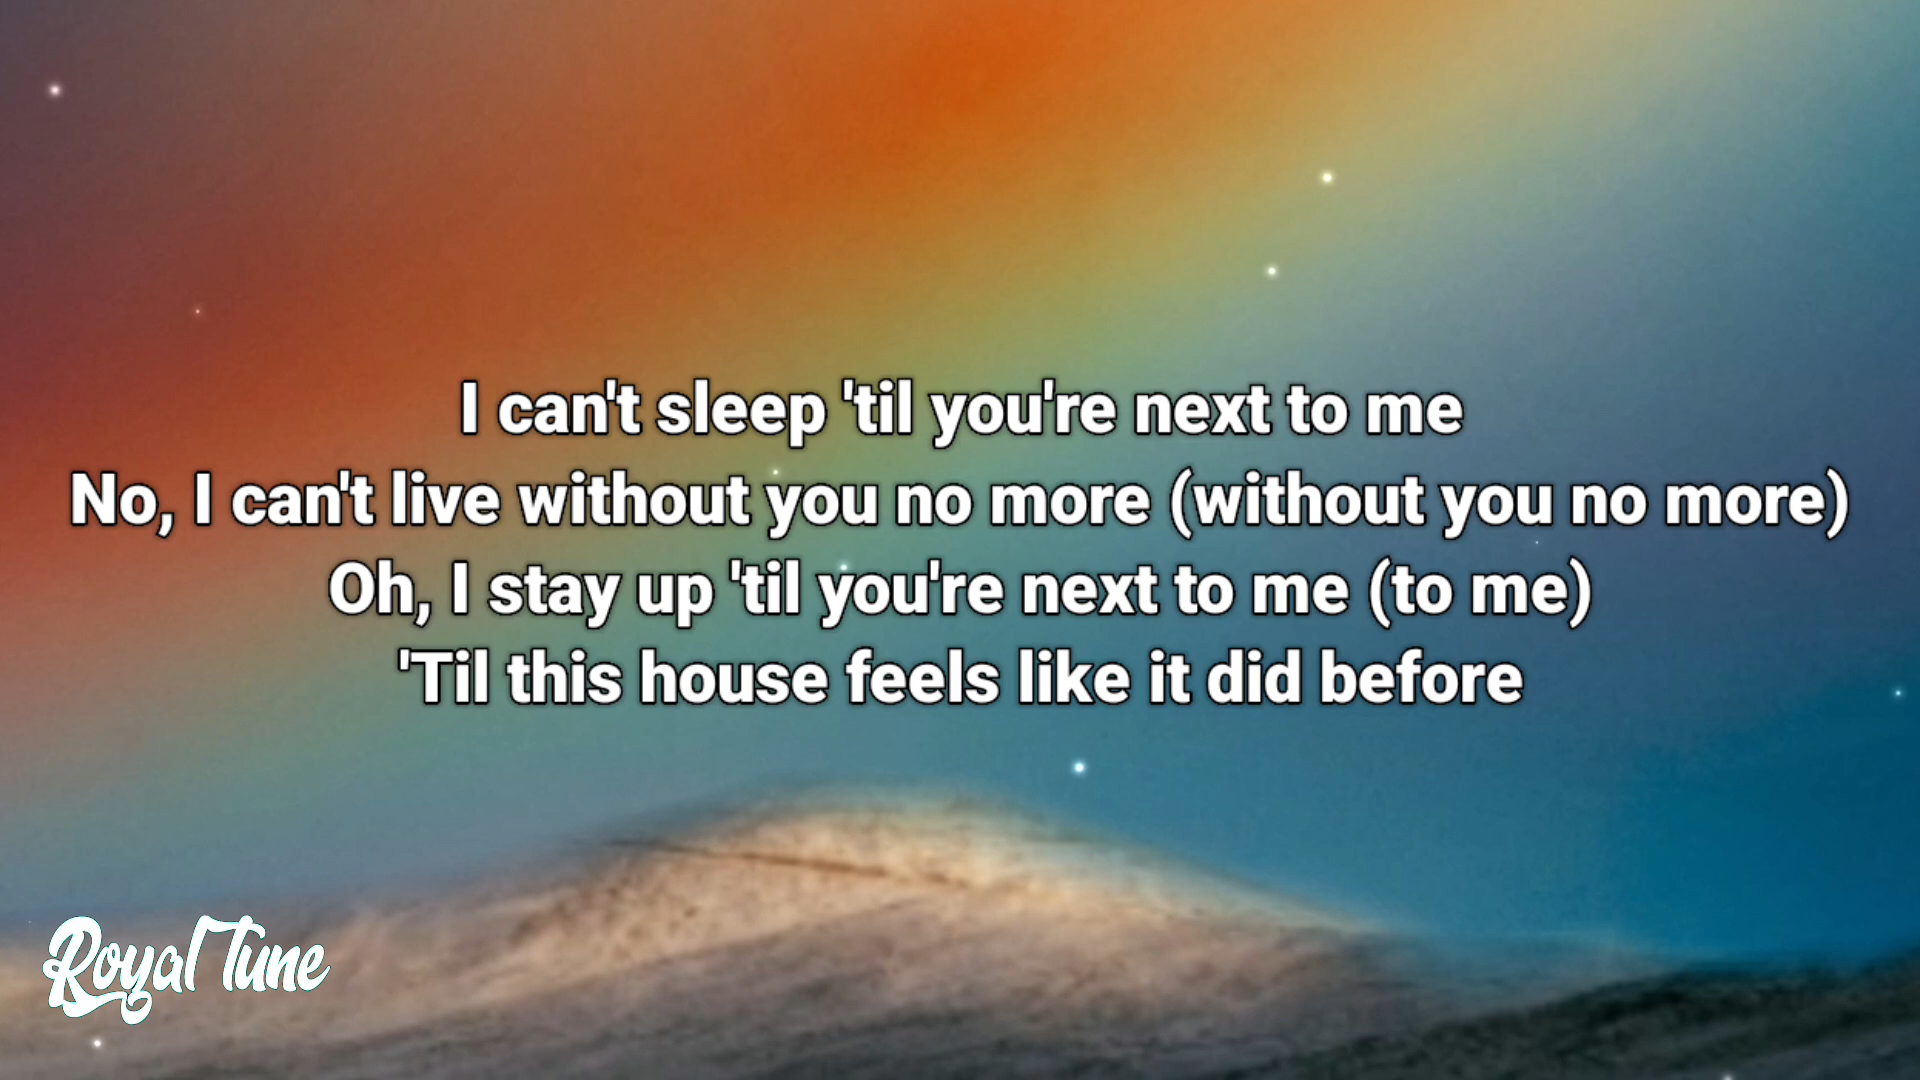 I can't sleep 'til you're next to me
No, I can't live without you no more (without you no more)
Oh, I stay up 'til you're next to me (to me)
'Til this house feels like it did before
Royal Tune